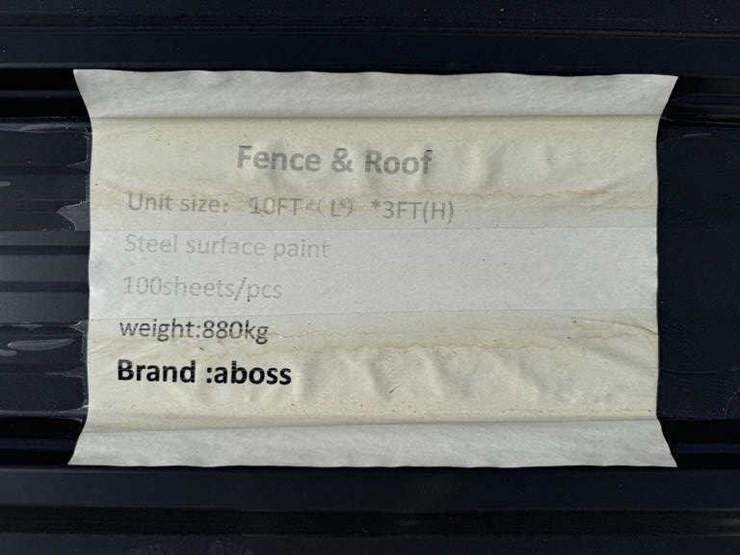 Fence & Roof
Unit size: 10FT (L) *3FT(H)
Steel surface paint
100sheets/pcs
weight:880kg
Brand :aboss